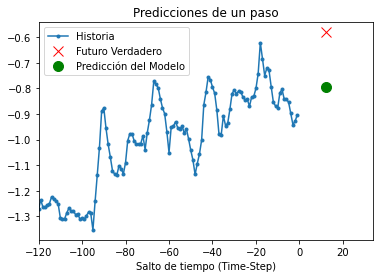 Predicciones de un paso
Historia
Futuro Verdadero
Predicción del Modelo
−0.6
−0.7
−0.8
−0.9
−1.0
−1.1
−1.2
−1.3
−120 −100 −80 −60 −40 −20 0 20
Salto de tiempo (Time-Step)